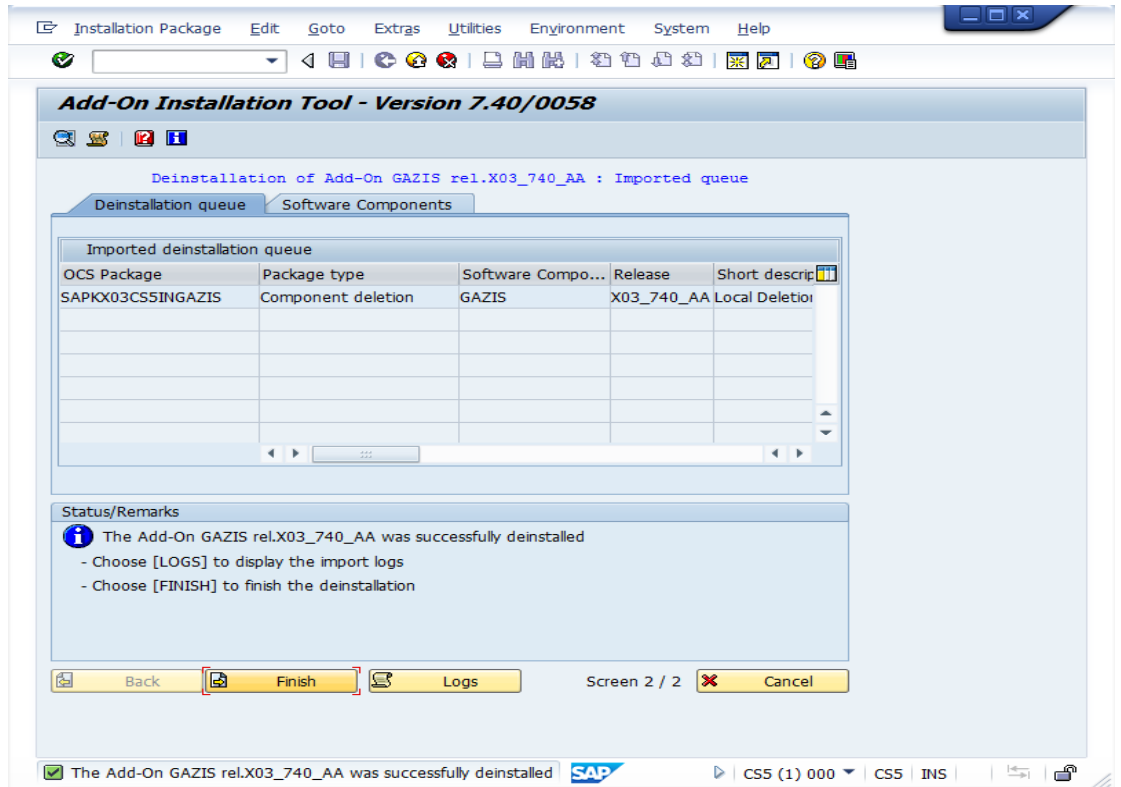 Installation Package Edit Goto Extras Utilities Environment System Help
Add-On Installation Tool - Version 7.40/0058
Deinstallation of Add-On GAZIS rel.X03_740_AA : Imported queue
Deinstallation queue Software Components
Imported deinstallation queue
OCS Package Package type Software Compo... Release Short descrip
SAPKX03CS5INGAZIS Component deletion GAZIS X03_740_AA Local Deletion
Status/Remarks
The Add-On GAZIS rel.X03_740_AA was successfully deinstalled
- Choose [LOGS] to display the import logs
- Choose [FINISH] to finish the deinstallation
Back Finish Logs Screen 2 / 2 Cancel
The Add-On GAZIS rel.X03_740_AA was successfully deinstalled SAP CS5 (1) 000 CS5 INS